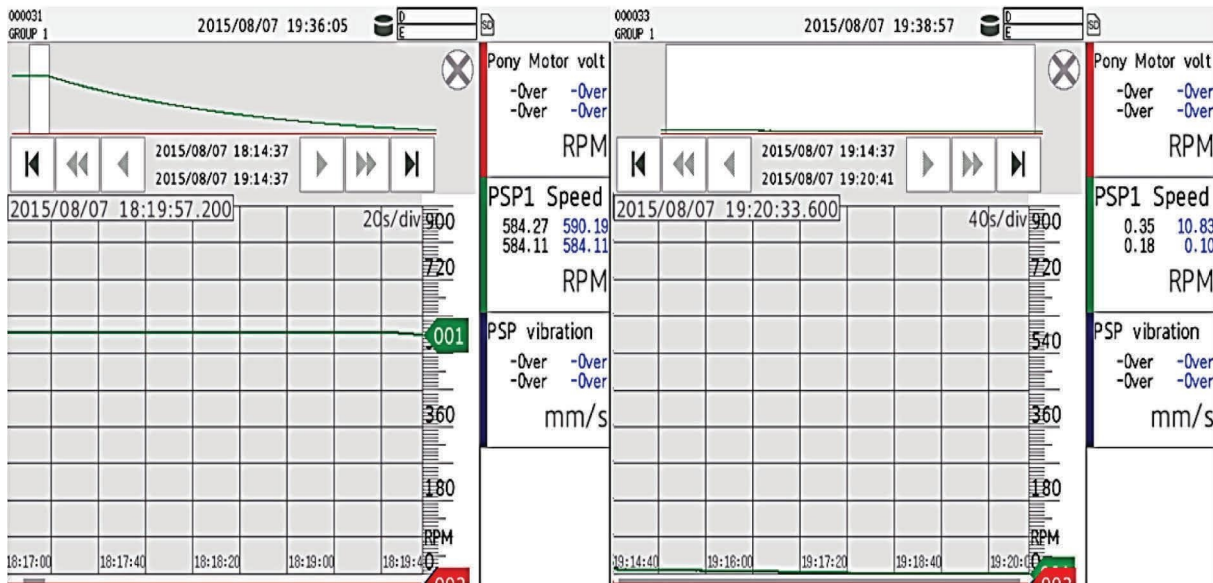 000031
GROUP 1
2015/08/07 19:36:05
D
E
SD
Pony Motor volt
-Over -Over
-Over -Over
RPM
2015/08/07 18:14:37
2015/08/07 19:14:37
PSP1 Speed
584.27 590.19
584.11 584.11
RPM
2015/08/07 18:19:57.200
20s/div
900
720
001
PSP vibration
-Over -Over
-Over -Over
mm/s
360
180
RPM
0
18:17:00 18:17:40 18:18:20 18:19:00
000033
GROUP 1
2015/08/07 19:38:57
D
E
SD
Pony Motor volt
-Over -Over
-Over -Over
RPM
2015/08/07 19:14:37
2015/08/07 19:20:41
PSP1 Speed
0.35 10.83
0.18 0.10
RPM
2015/08/07 19:20:33.600
40s/div
900
720
540
PSP vibration
-Over -Over
-Over -Over
mm/s
360
180
RPM
19:14:40 19:16:00 19:17:20 19:18:40